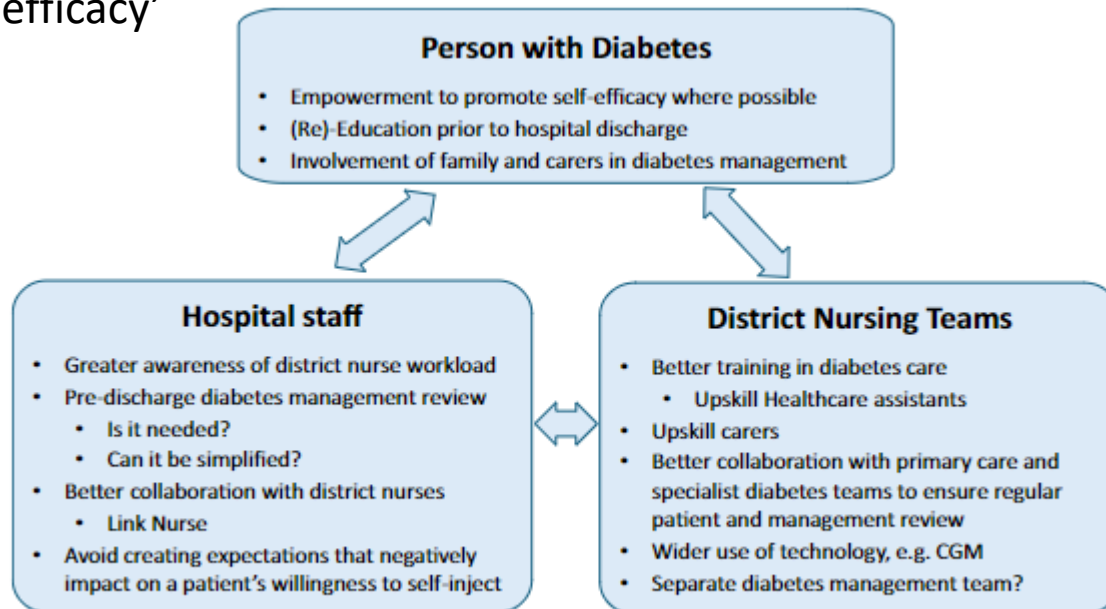 efficacy'
Person with Diabetes
• Empowerment to promote self-efficacy where possible
• (Re)-Education prior to hospital discharge
• Involvement of family and carers in diabetes management
Hospital staff
• Greater awareness of district nurse workload
• Pre-discharge diabetes management review
• Is it needed?
• Can it be simplified?
• Better collaboration with district nurses
• Link Nurse
• Avoid creating expectations that negatively
impact on a patient's willingness to self-inject
District Nursing Teams
• Better training in diabetes care
• Upskill Healthcare assistants
• Upskill carers
• Better collaboration with primary care and
specialist diabetes teams to ensure regular
patient and management review
• Wider use of technology, e.g. CGM
• Separate diabetes management team?